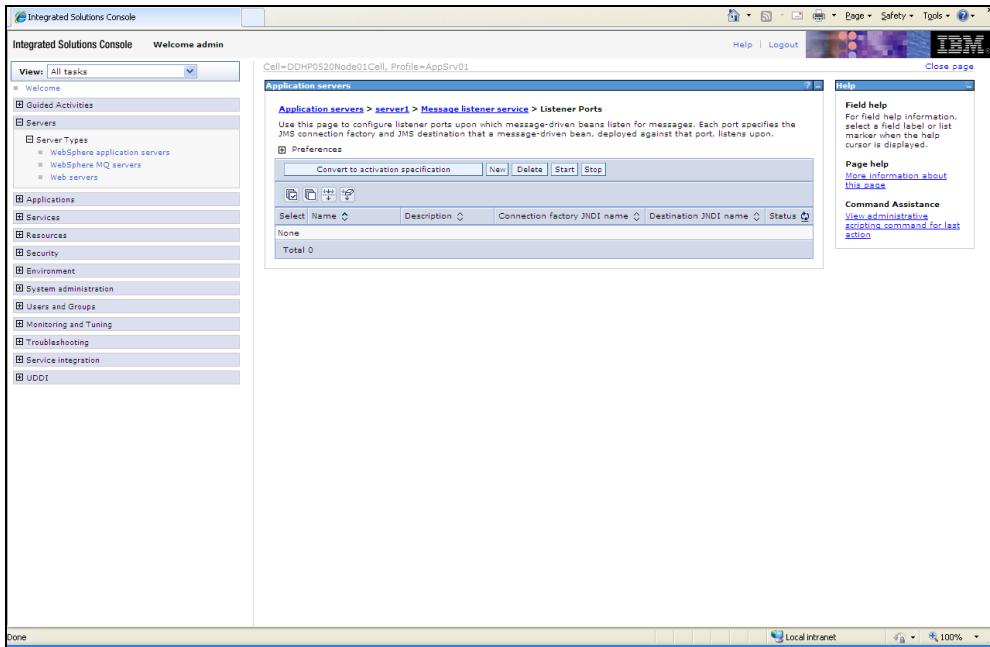 Integrated Solutions Console
Page Safety Tools
Integrated Solutions Console Welcome admin
Help | Logout
IBM
View: All tasks
Welcome
Guided Activities
Servers
Server Types
WebSphere application servers
WebSphere MQ servers
Web servers
Applications
Services
Resources
Security
Environment
System administration
Users and Groups
Monitoring and Tuning
Troubleshooting
Service integration
UDDI
Cell=DDHP0520Node01Cell, Profile=AppSrv01
Close page
Application servers
Application servers > server1 > Message listener service > Listener Ports
Use this page to configure listener ports upon which message-driven beans listen for messages. Each port specifies the
JMS connection factory and JMS destination that a message-driven bean, deployed against that port, listens upon.
Preferences
Convert to activation specification New Delete Start Stop
Select Name Description Connection factory JNDI name Destination JNDI name Status
None
Total 0
Help
Field help
For field help information,
select a field label or list
marker when the help
cursor is displayed.
Page help
More information about
this page
Command Assistance
View administrative
scripting command for last
action
Done
Local intranet
100%